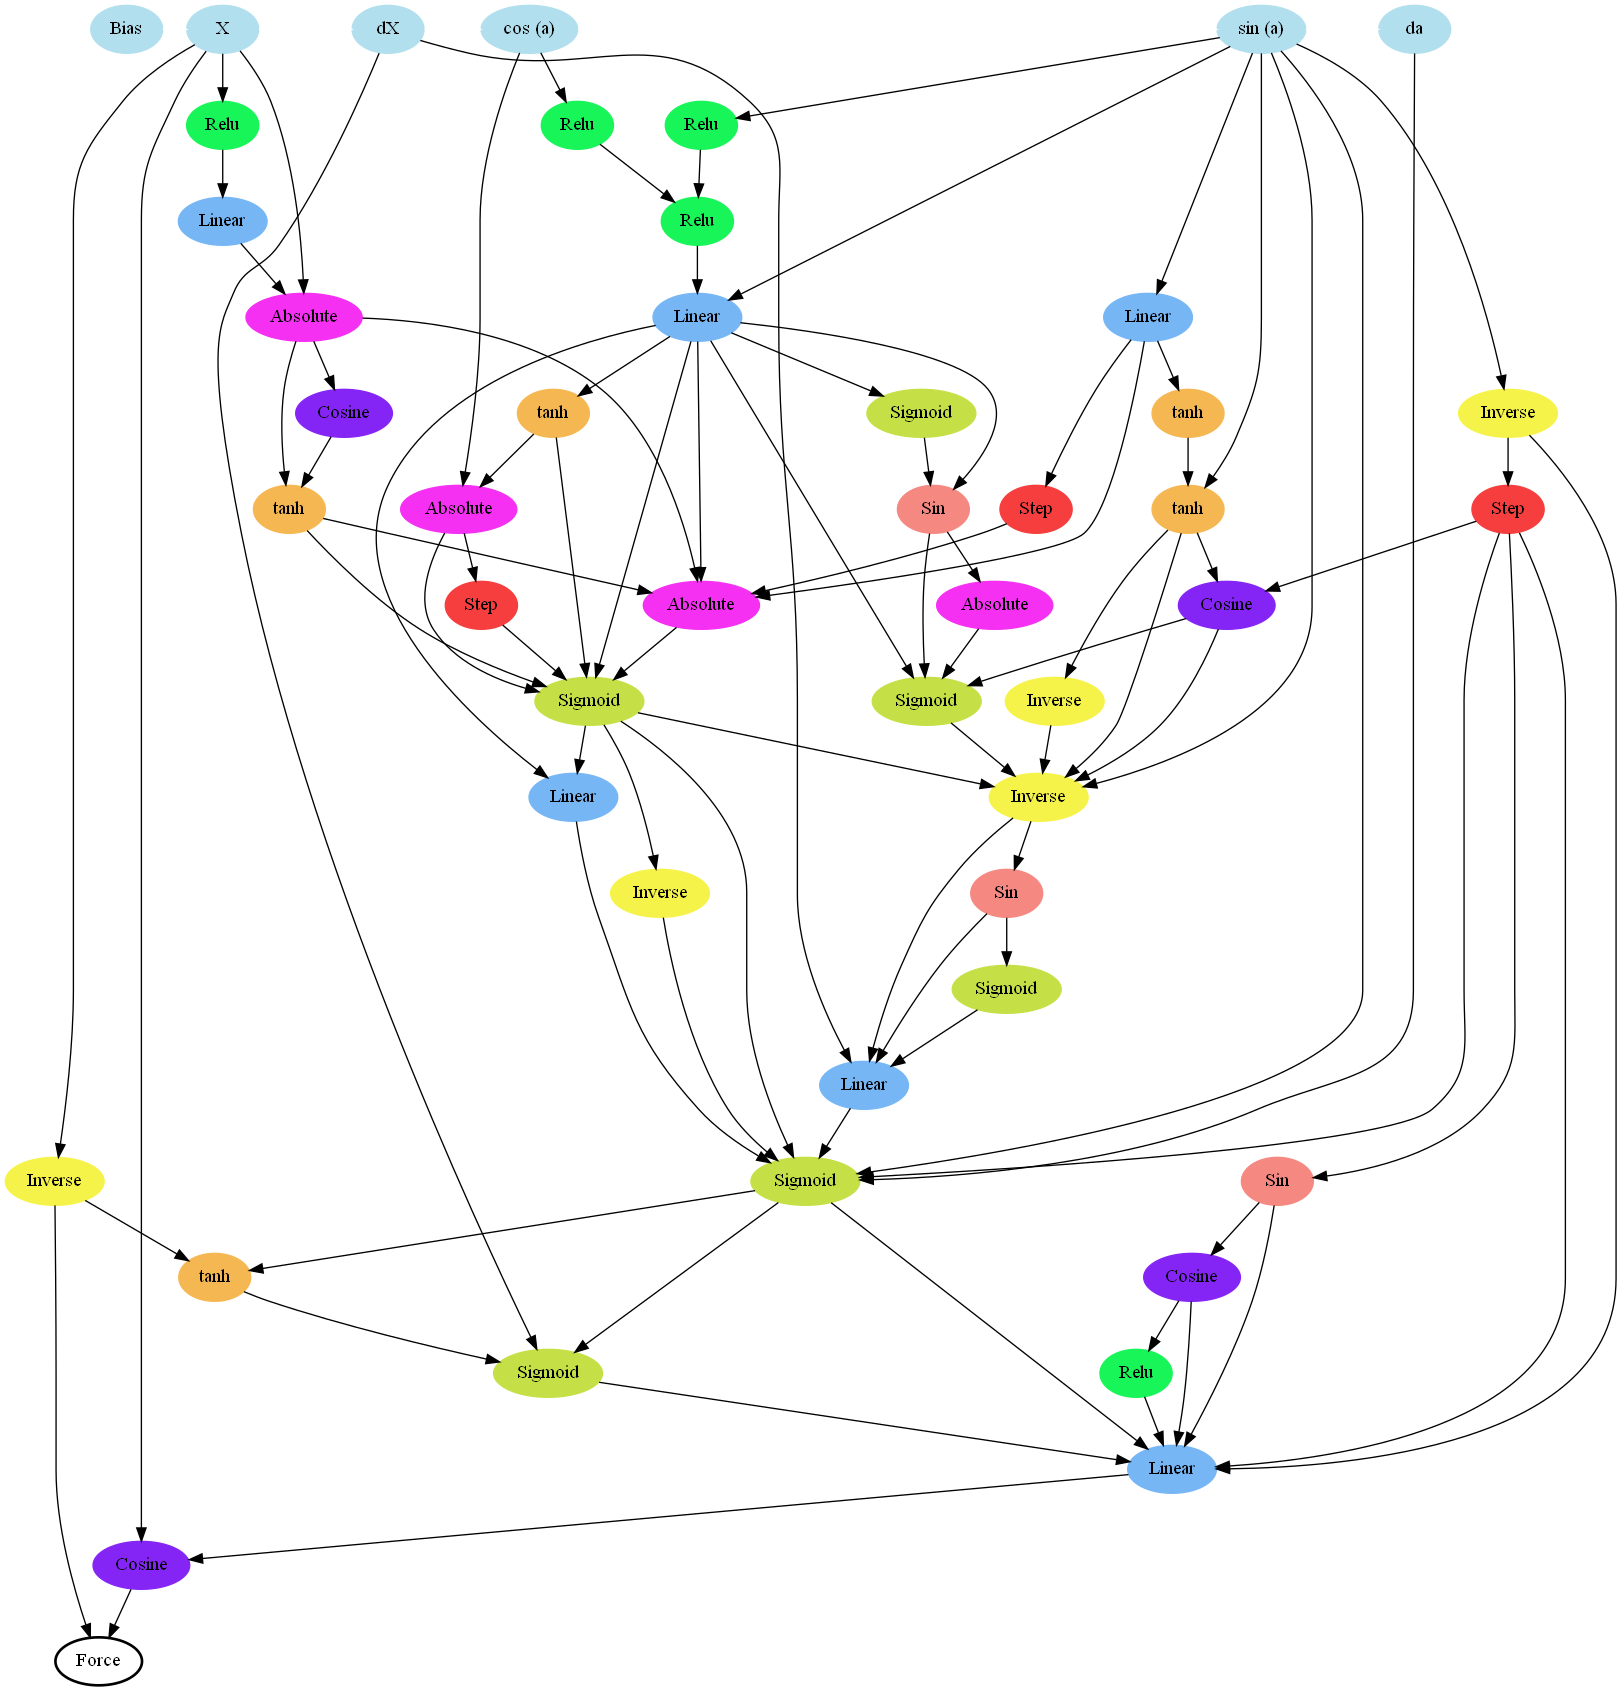 Bias
X
dX
cos (a)
sin (a)
da
Relu
Relu
Relu
Linear
Relu
Absolute
Linear
Linear
Cosine
tanh
Sigmoid
tanh
Inverse
tanh
Absolute
Sin
Step
tanh
Step
Step
Absolute
Absolute
Cosine
Sigmoid
Sigmoid
Inverse
Linear
Inverse
Inverse
Sin
Sigmoid
Linear
Inverse
Sigmoid
Sin
tanh
Cosine
Sigmoid
Relu
Linear
Cosine
Force